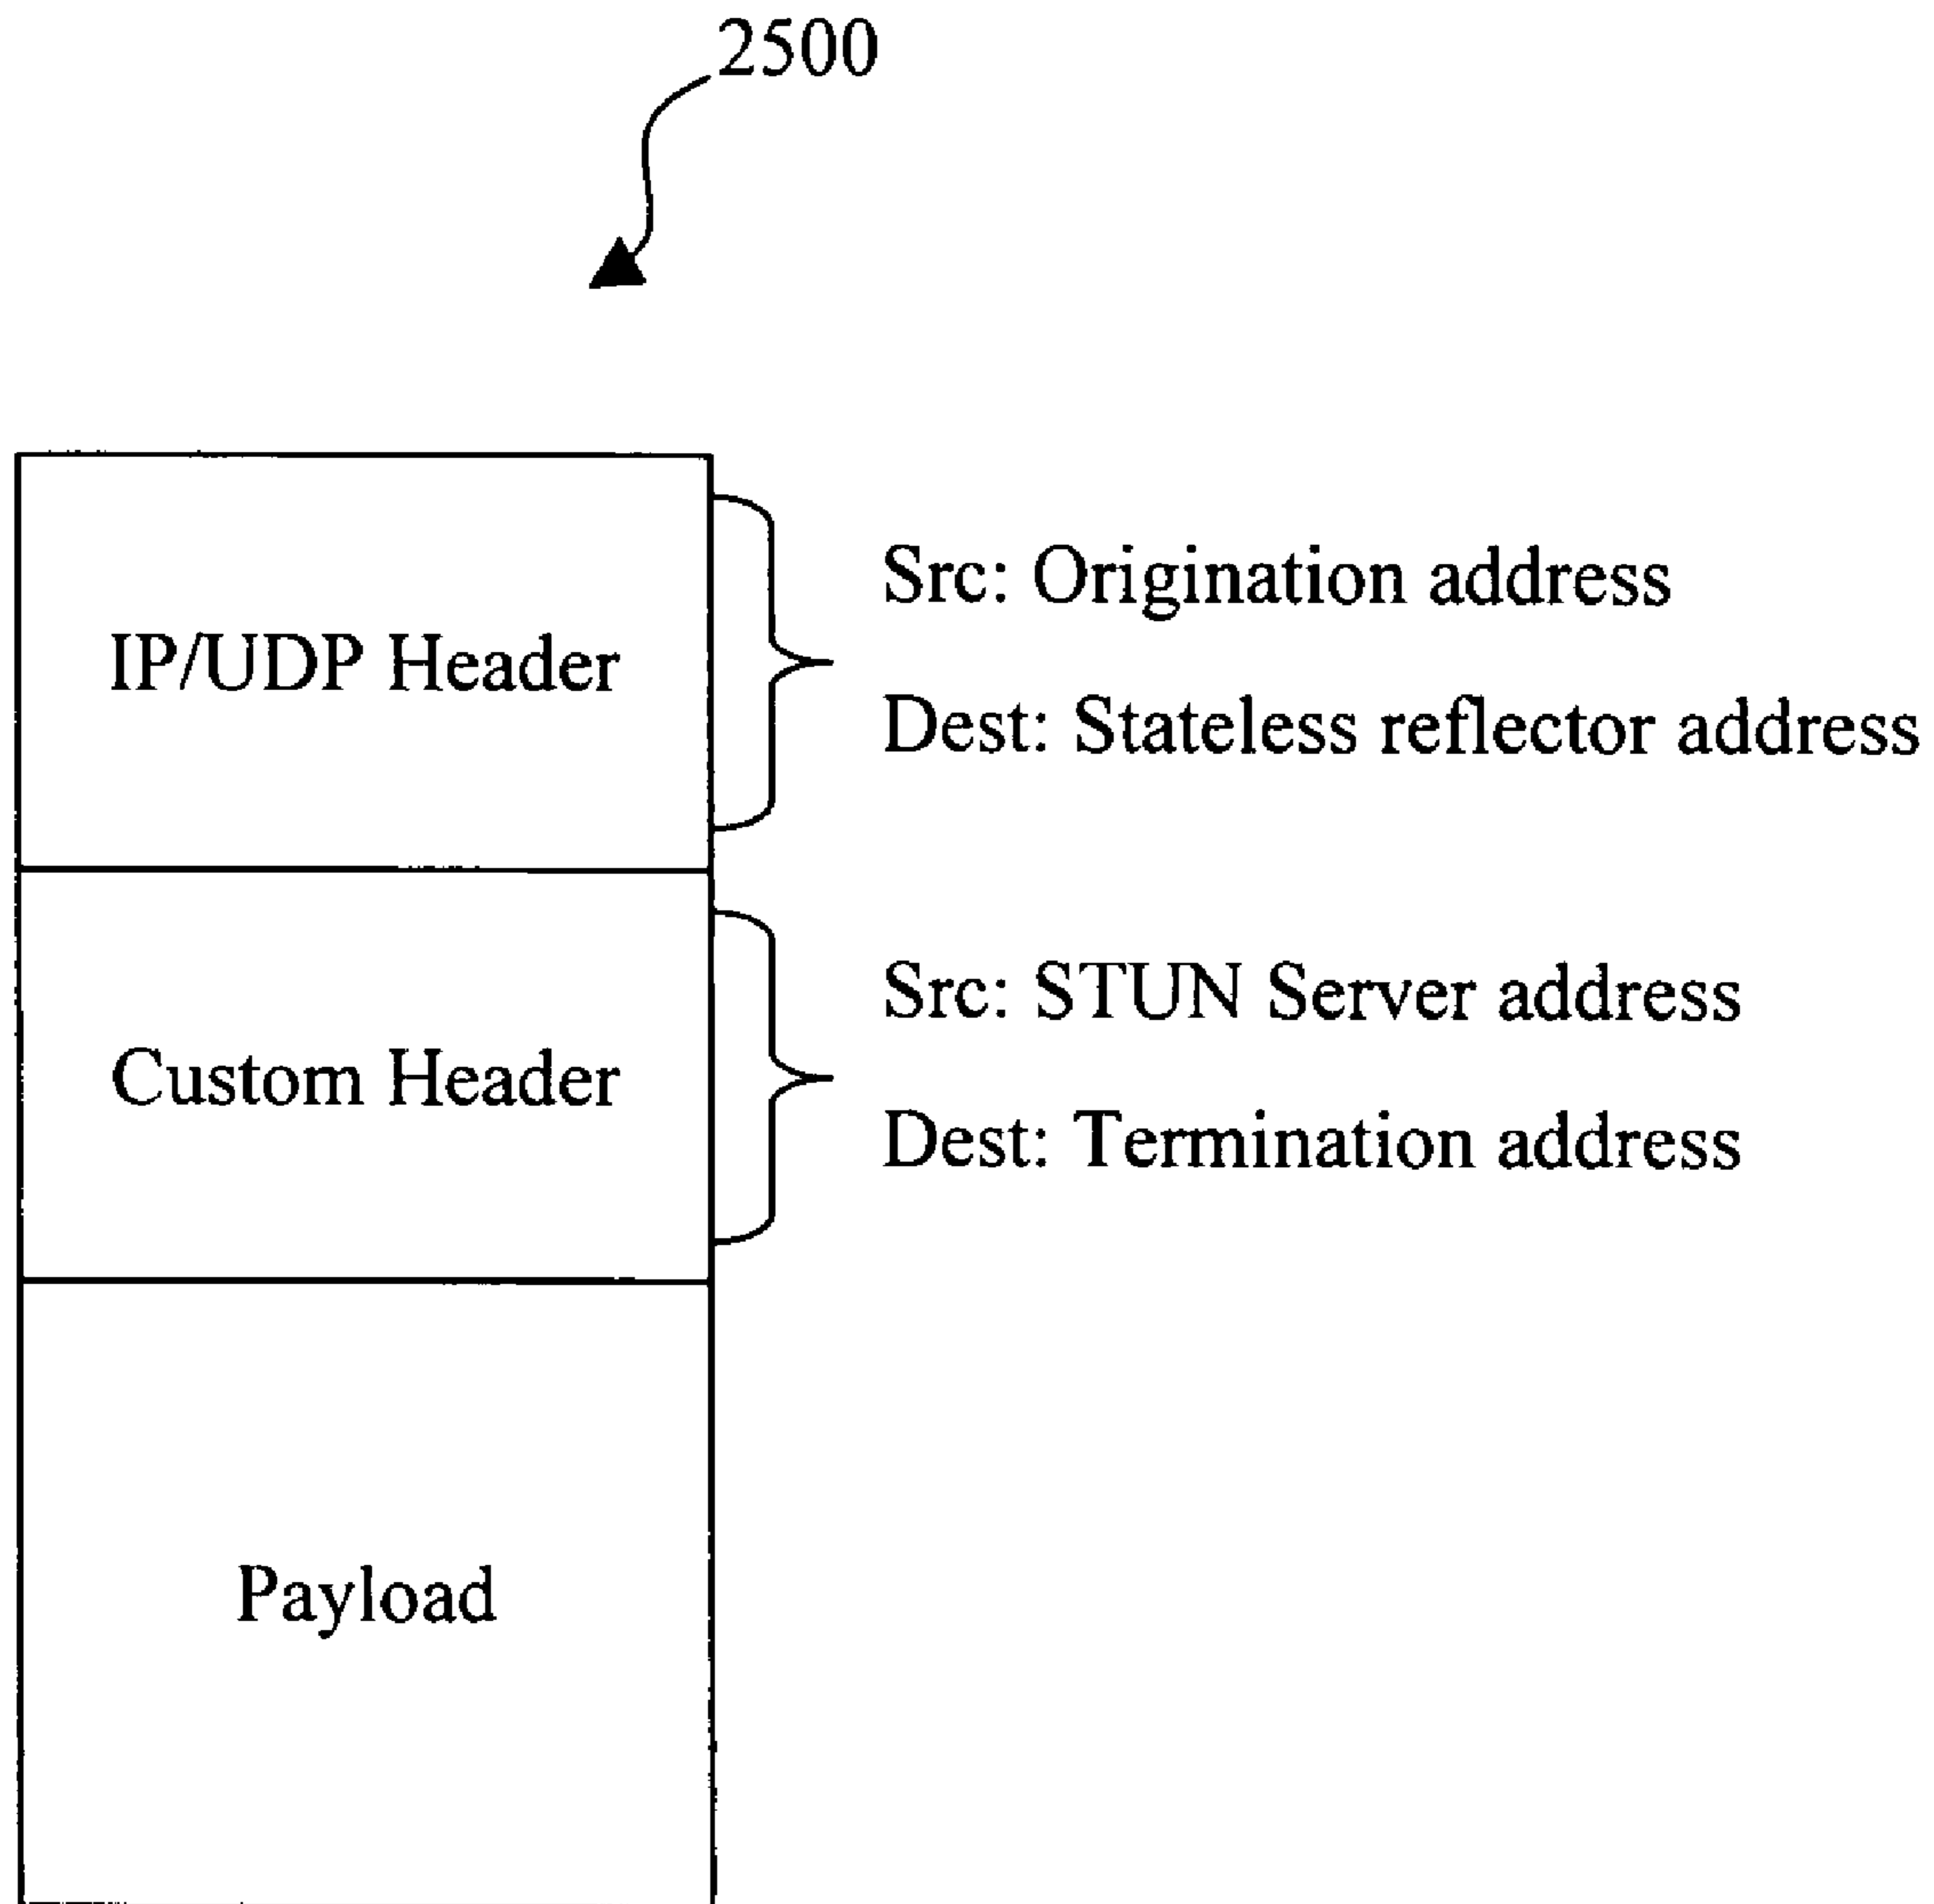 2500
IP/UDP Header
Src: Origination address
Dest: Stateless reflector address
Custom Header
Src: STUN Server address
Dest: Termination address
Payload